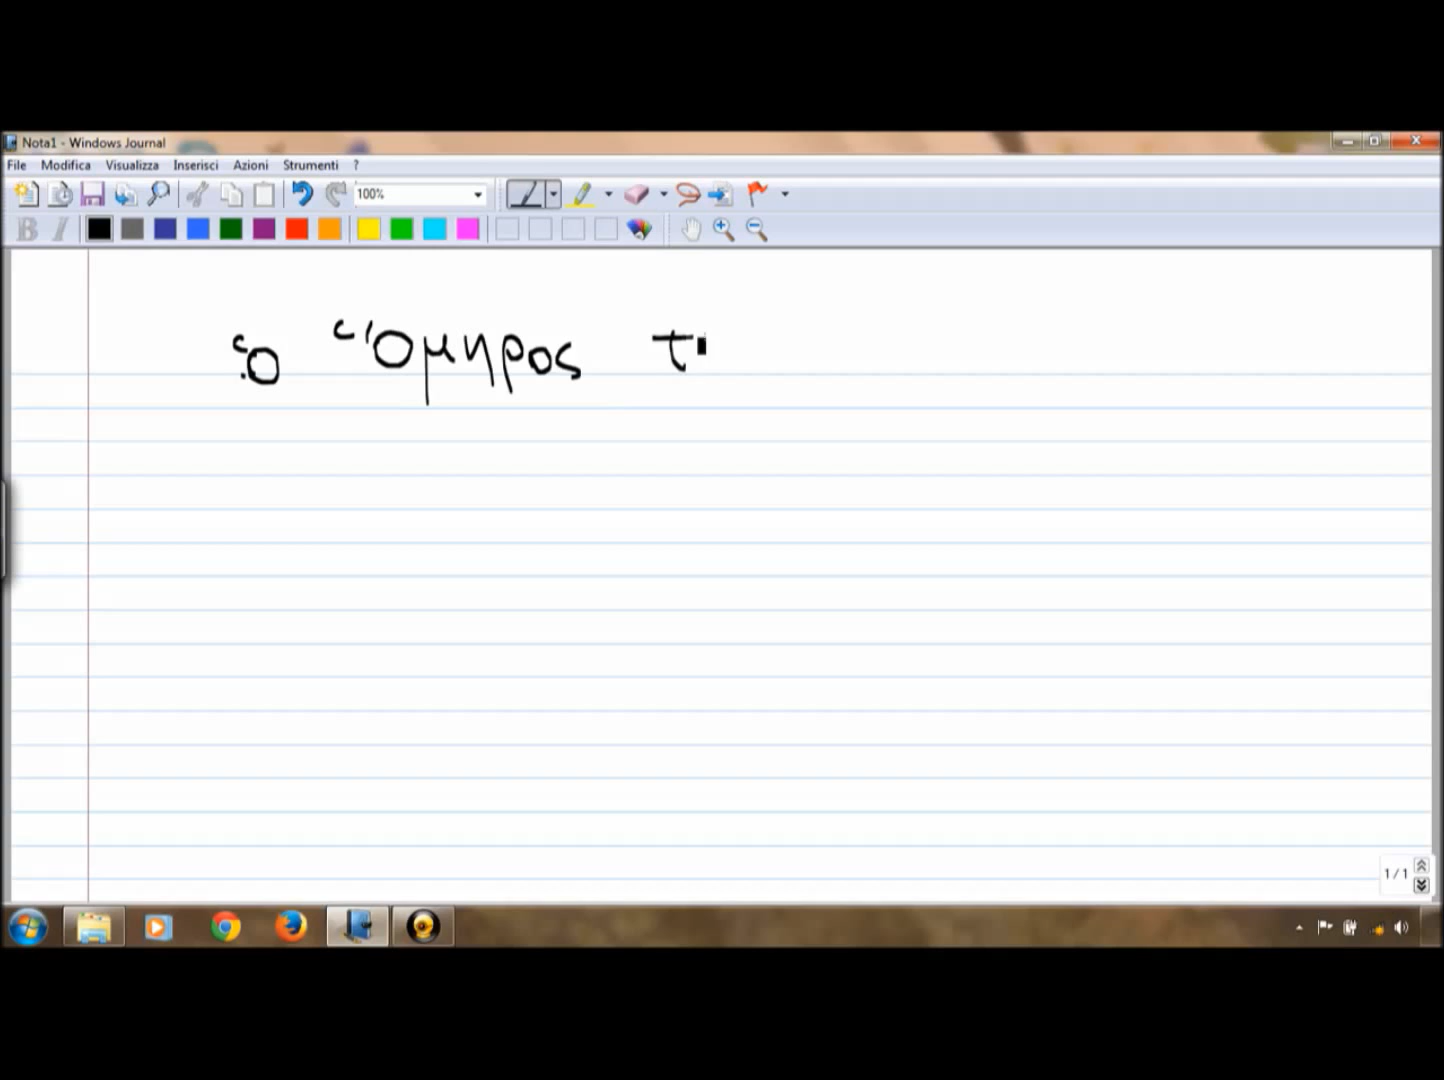 Nota1 - Windows Journal
File Modifica Visualizza Inserisci Azioni Strumenti ?
100%
B I
ὁ Ὅμηρος τ
1/1